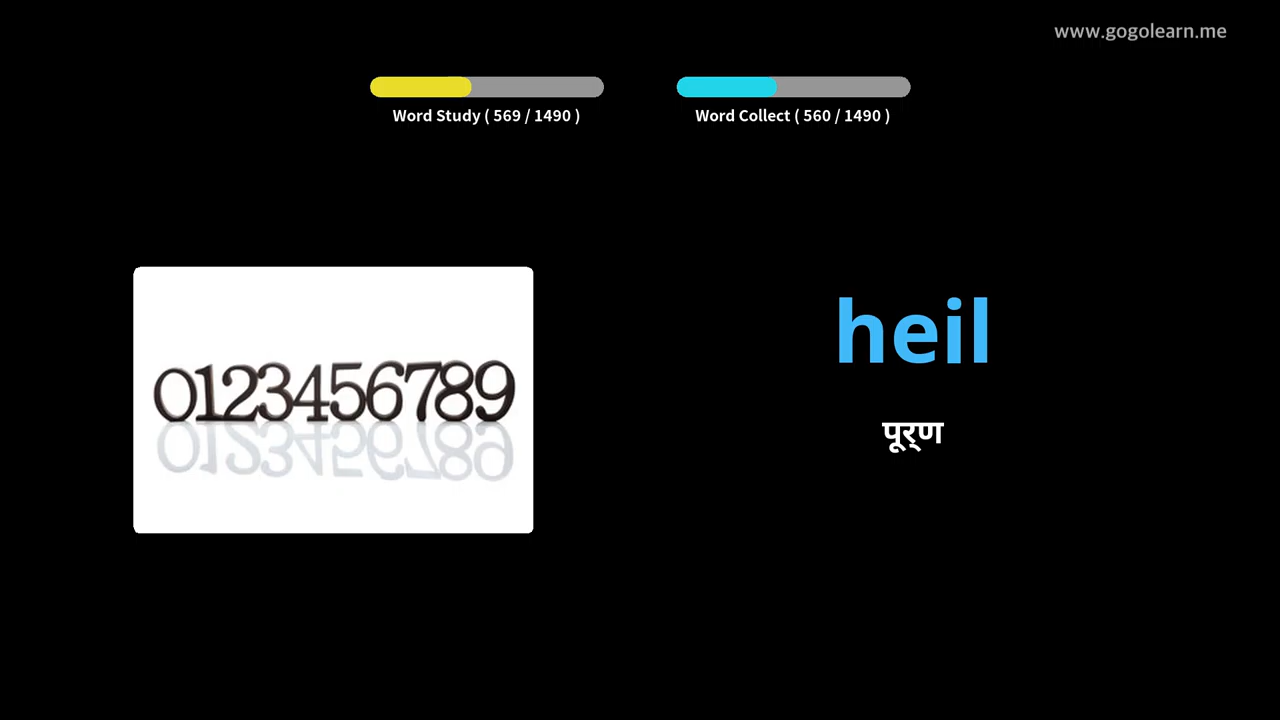 www.gogolearn.me
Word Study ( 569 / 1490 )
Word Collect ( 560 / 1490 )
0123456789
heil
पूर्ण